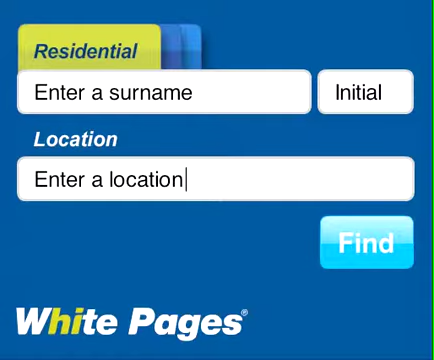 Residential
Enter a surname Initial
Location
Enter a location
Find
White Pages®